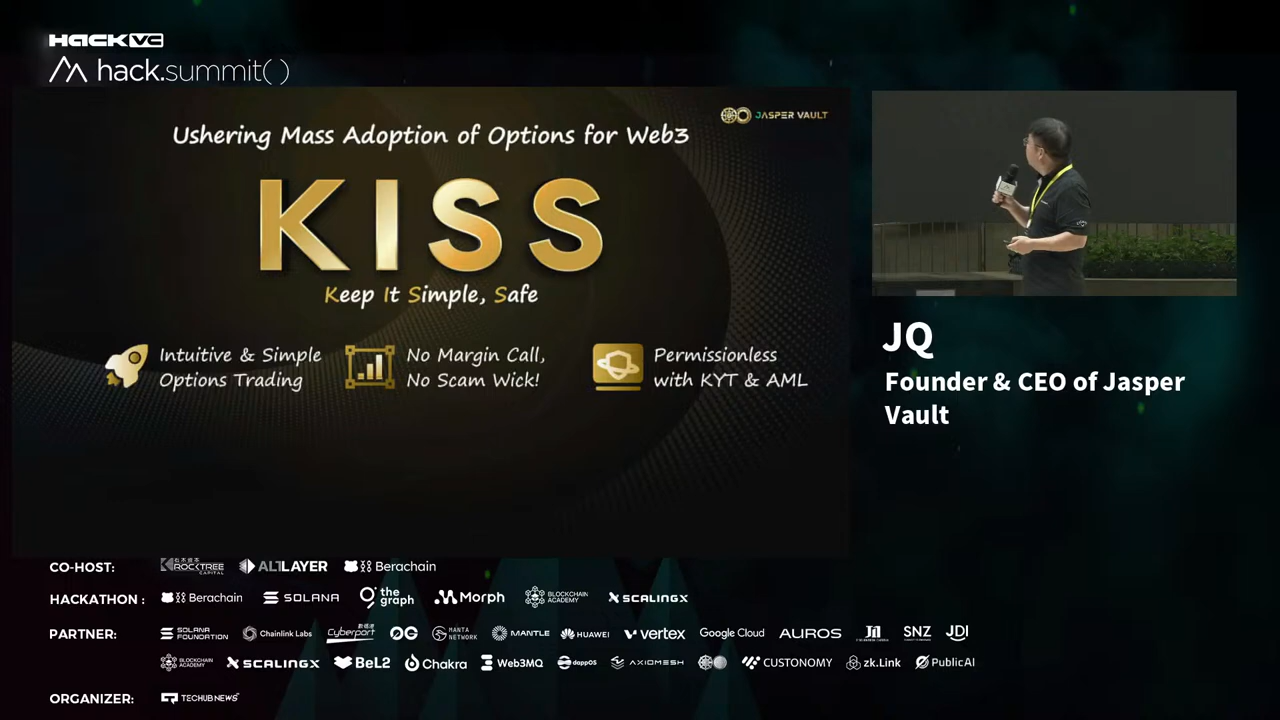 HACK VC
hack.summit()
JASPER VAULT
Ushering Mass Adoption of Options for Web3
KISS
Keep It Simple, Safe
Intuitive & Simple
Options Trading
No Margin Call,
No Scam Wick!
Permissionless
with KYT & AML
JQ
Founder & CEO of Jasper
Vault
CO-HOST:
ROCKTREE
CAPITAL
ALTLAYER
Berachain
HACKATHON :
Berachain
SOLANA
the
graph
Morph
BLOCKCHAIN
ACADEMY
SCALINGX
PARTNER:
SOLANA
FOUNDATION
Chainlink Labs
Cyberport
0G
MANTA
NETWORK
MANTLE
HUAWEI
vertex
Google Cloud
AUROS
SNZ
JDI
BLOCKCHAIN
ACADEMY
SCALINGX
BEL2
Chakra
Web3MQ
dappOS
AXIOMESH
CUSTONOMY
zk.Link
PublicAI
ORGANIZER:
TECHUB NEWS